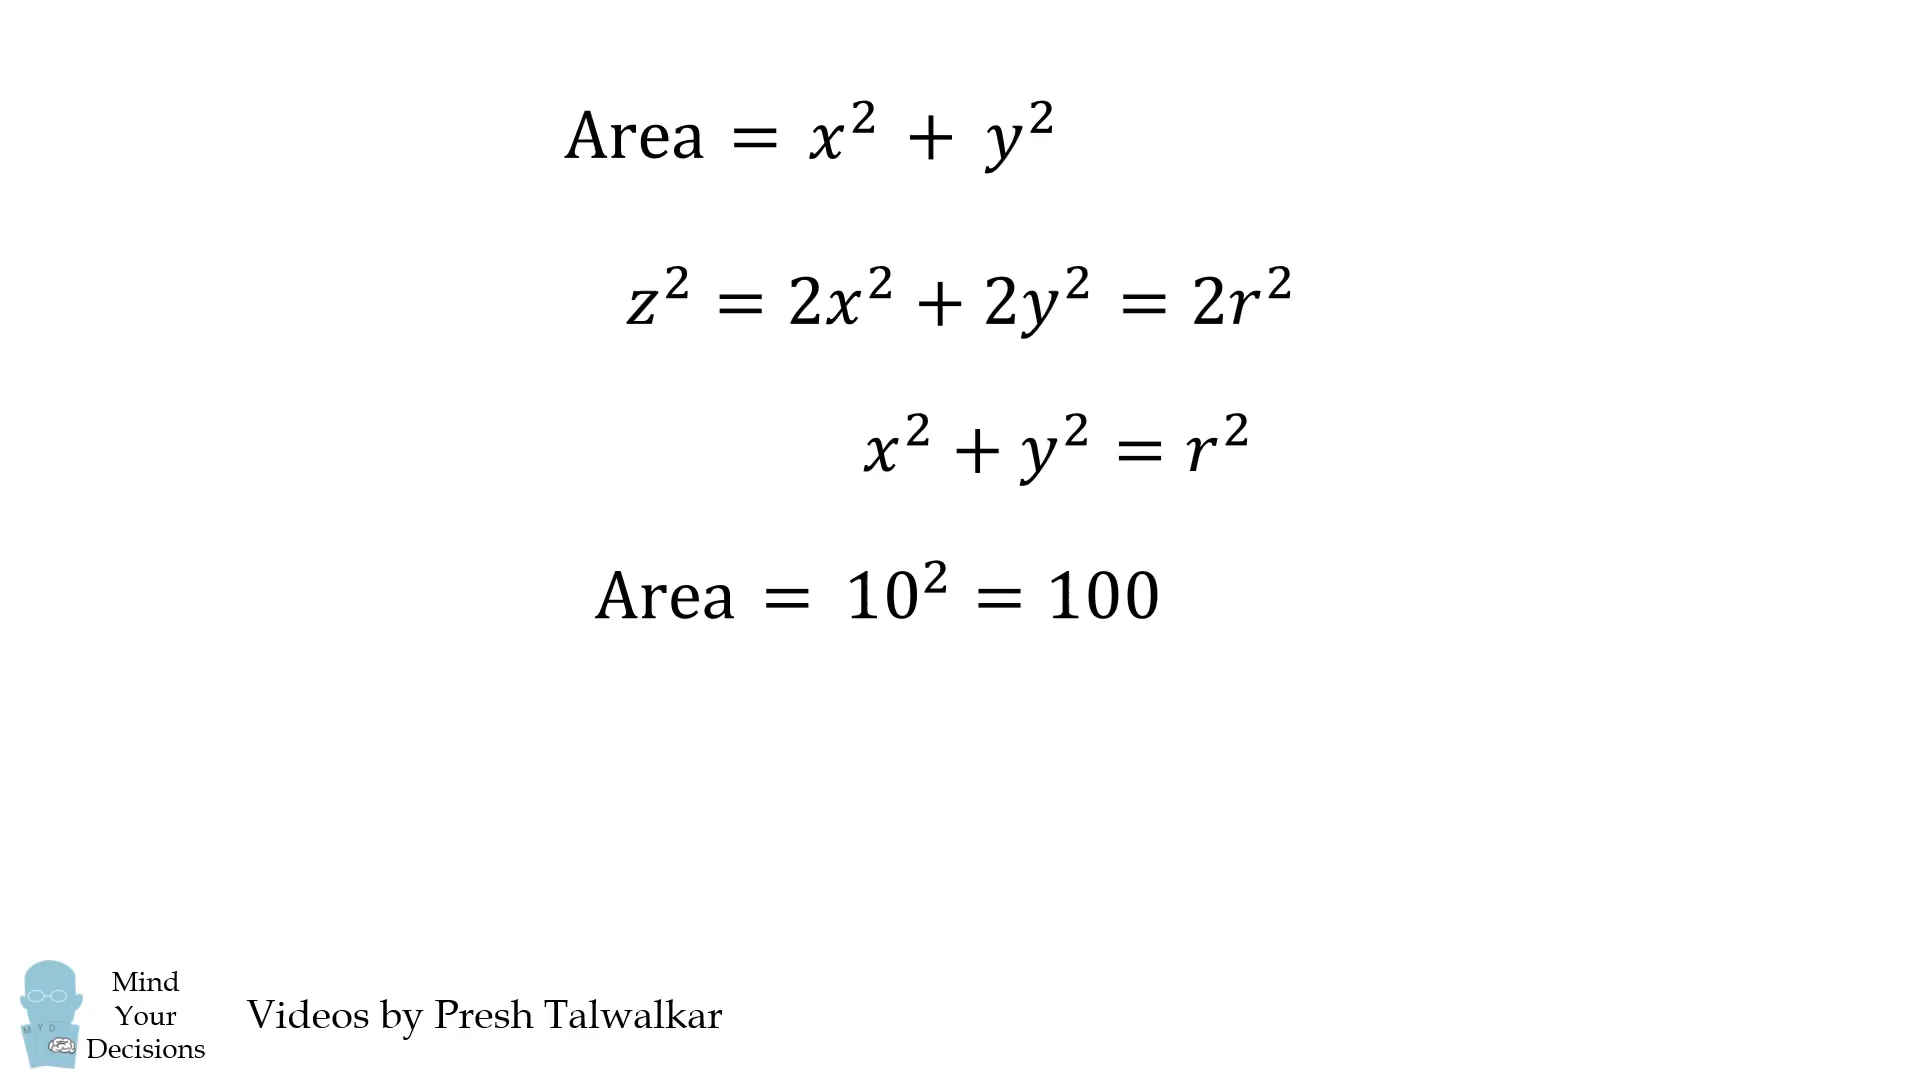 Area = x² + y²
z² = 2x² + 2y² = 2r²
x² + y² = r²
Area = 10² = 100
Mind
Your
Decisions
M Y D
Videos by Presh Talwalkar